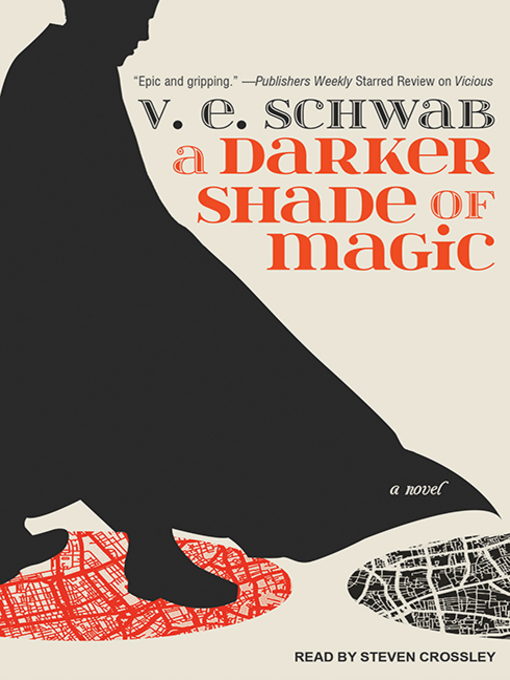 “Epic and gripping.” —Publishers Weekly Starred Review on Vicious
V. E. SCHWAB
a DARKER
SHADE OF
MAGIC
a novel
READ BY STEVEN CROSSLEY